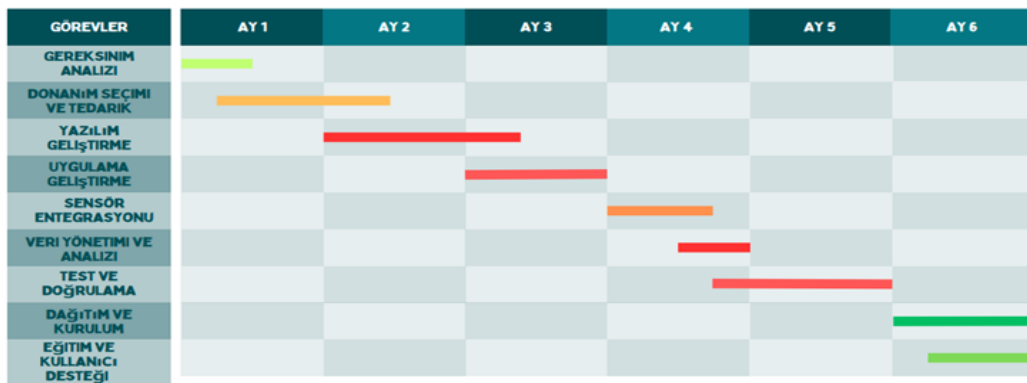 GÖREVLER AY 1 AY 2 AY 3 AY 4 AY 5 AY 6
GEREKSINIM
ANALIZI
DONANIM SEÇIMI
VE TEDARIK
YAZILIM
GELIŞTIRME
UYGULAMA
GELIŞTIRME
SENSÖR
ENTEGRASYONU
VERI YÖNETIMI VE
ANALIZI
TEST VE
DOĞRULAMA
DAĞITIM VE
KURULUM
EĞITIM VE
KULLANICI
DESTEĞI